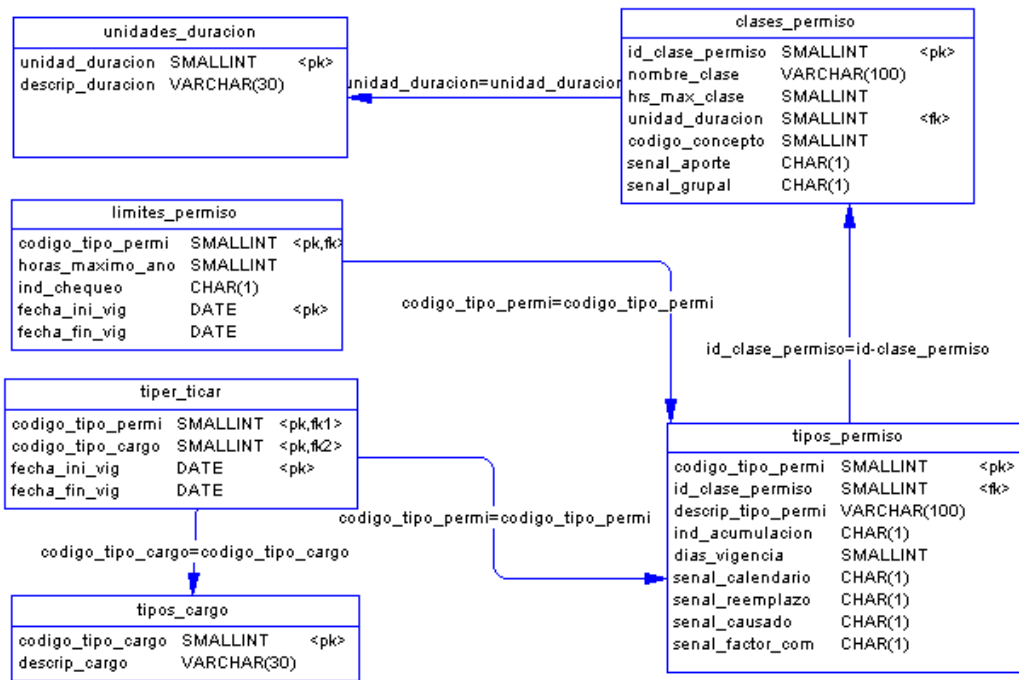 unidades_duracion
unidad_duracion SMALLINT <pk>
descrip_duracion VARCHAR(30)
unidad_duracion=unidad_duracion
clases_permiso
id_clase_permiso SMALLINT <pk>
nombre_clase VARCHAR(100)
hrs_max_clase SMALLINT
unidad_duracion SMALLINT <fk>
codigo_concepto SMALLINT
senal_aporte CHAR(1)
senal_grupal CHAR(1)
limites_permiso
codigo_tipo_permi SMALLINT <pk,fk>
horas_maximo_ano SMALLINT
ind_chequeo CHAR(1)
fecha_ini_vig DATE <pk>
fecha_fin_vig DATE
codigo_tipo_permi=codigo_tipo_permi
id_clase_permiso=id-clase_permiso
tiper_ticar
codigo_tipo_permi SMALLINT <pk,fk1>
codigo_tipo_cargo SMALLINT <pk,fk2>
fecha_ini_vig DATE <pk>
fecha_fin_vig DATE
codigo_tipo_permi=codigo_tipo_permi
codigo_tipo_cargo=codigo_tipo_cargo
tipos_permiso
codigo_tipo_permi SMALLINT <pk>
id_clase_permiso SMALLINT <fk>
descrip_tipo_permi VARCHAR(100)
ind_acumulacion CHAR(1)
dias_vigencia SMALLINT
senal_calendario CHAR(1)
senal_reemplazo CHAR(1)
senal_causado CHAR(1)
senal_factor_com CHAR(1)
tipos_cargo
codigo_tipo_cargo SMALLINT <pk>
descrip_cargo VARCHAR(30)